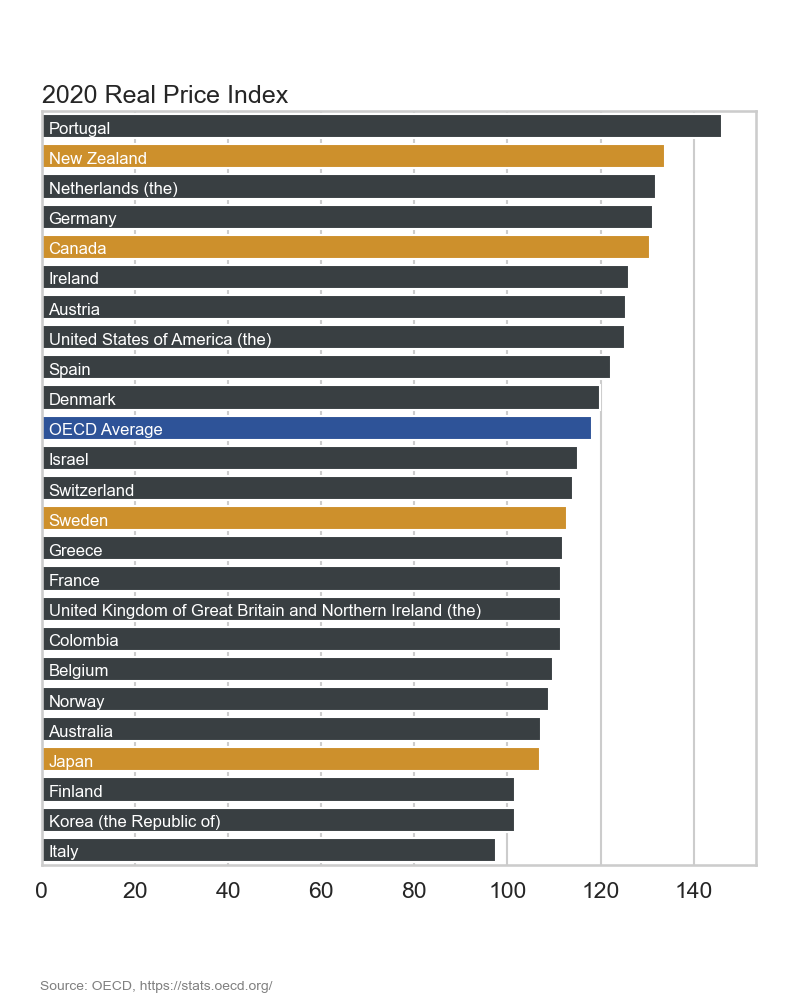 2020 Real Price Index
Portugal
New Zealand
Netherlands (the)
Germany
Canada
Ireland
Austria
United States of America (the)
Spain
Denmark
OECD Average
Israel
Switzerland
Sweden
Greece
France
United Kingdom of Great Britain and Northern Ireland (the)
Colombia
Belgium
Norway
Australia
Japan
Finland
Korea (the Republic of)
Italy
0 20 40 60 80 100 120 140
Source: OECD, https://stats.oecd.org/